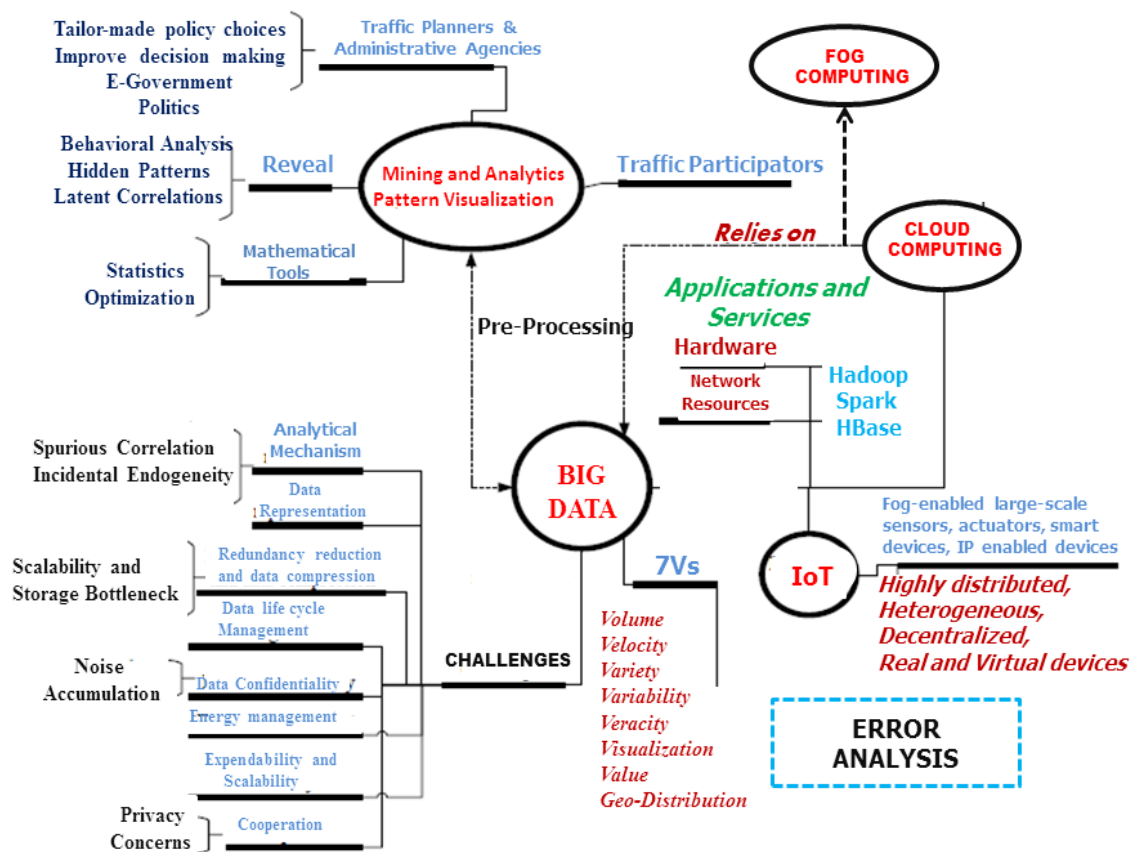 Tailor-made policy choices
Improve decision making
E-Government
Politics
Traffic Planners &
Administrative Agencies
FOG
COMPUTING
Behavioral Analysis
Hidden Patterns
Latent Correlations
Reveal
Mining and Analytics
Pattern Visualization
Traffic Participators
Relies on
CLOUD
COMPUTING
Statistics
Optimization
Mathematical
Tools
Pre-Processing
Applications and
Services
Hardware
Network
Resources
Hadoop
Spark
HBase
Spurious Correlation
Incidental Endogeneity
Analytical
Mechanism
Data
Representation
BIG
DATA
Scalability and
Storage Bottleneck
Redundancy reduction
and data compression
Data life cycle
Management
7Vs
IoT
Fog-enabled large-scale
sensors, actuators, smart
devices, IP enabled devices
Highly distributed,
Heterogeneous,
Decentralized,
Real and Virtual devices
CHALLENGES
Volume
Velocity
Variety
Variability
Veracity
Visualization
Value
Geo-Distribution
Noise
Accumulation
Data Confidentiality
Energy management
Expendability and
Scalability
Privacy
Concerns
Cooperation
ERROR
ANALYSIS